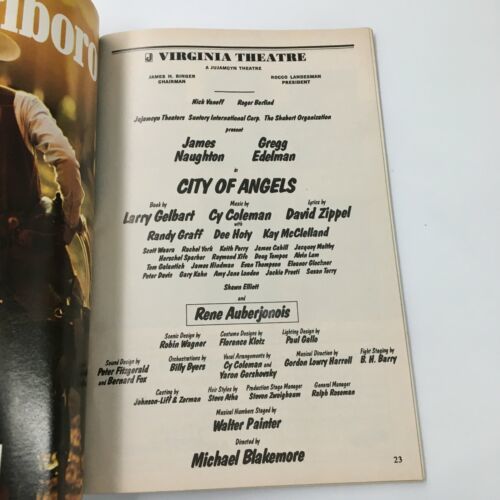 lboro
J VIRGINIA THEATRE
A JUJAMCYN THEATRE
JAMES H. BINGER ROCCO LANDESMAN
CHAIRMAN PRESIDENT
Nick Vanoff Roger Berlind
Jujamcyn Theaters Suntory International Corp. The Shubert Organization
present
James Gregg
Naughton Edelman
in
CITY OF ANGELS
Book by Music by Lyrics by
Larry Gelbart Cy Coleman David Zippel
with
Randy Graff Dee Hoty Kay McClelland
Scott Waara Rachel York Keith Perry James Cahill Jacquey Maltby
Herschel Sparber Raymond Xifo Doug Tompos Alvin Lum
Tom Galantich James Hindman Evan Thompson Eleanor Glockner
Peter Davis Gary Kahn Amy Jane London Jackie Presti Susan Terry
Shawn Elliott
and
Rene Auberjonois
Scenic Design by Costume Designs by Lighting Design by
Robin Wagner Florence Klotz Paul Gallo
Sound Design by Orchestrations by Vocal Arrangements by Musical Direction by Fight Staging by
Peter Fitzgerald Billy Byers Cy Coleman and Gordon Lowry Harrell B. H. Barry
and Bernard Fox Yaron Gershovsky
Casting by Hair Styles by Production Stage Manager General Manager
Johnson-Liff & Zerman Steve Atha Steven Zweigbaum Ralph Roseman
Musical Numbers Staged by
Walter Painter
Directed by
Michael Blakemore
23